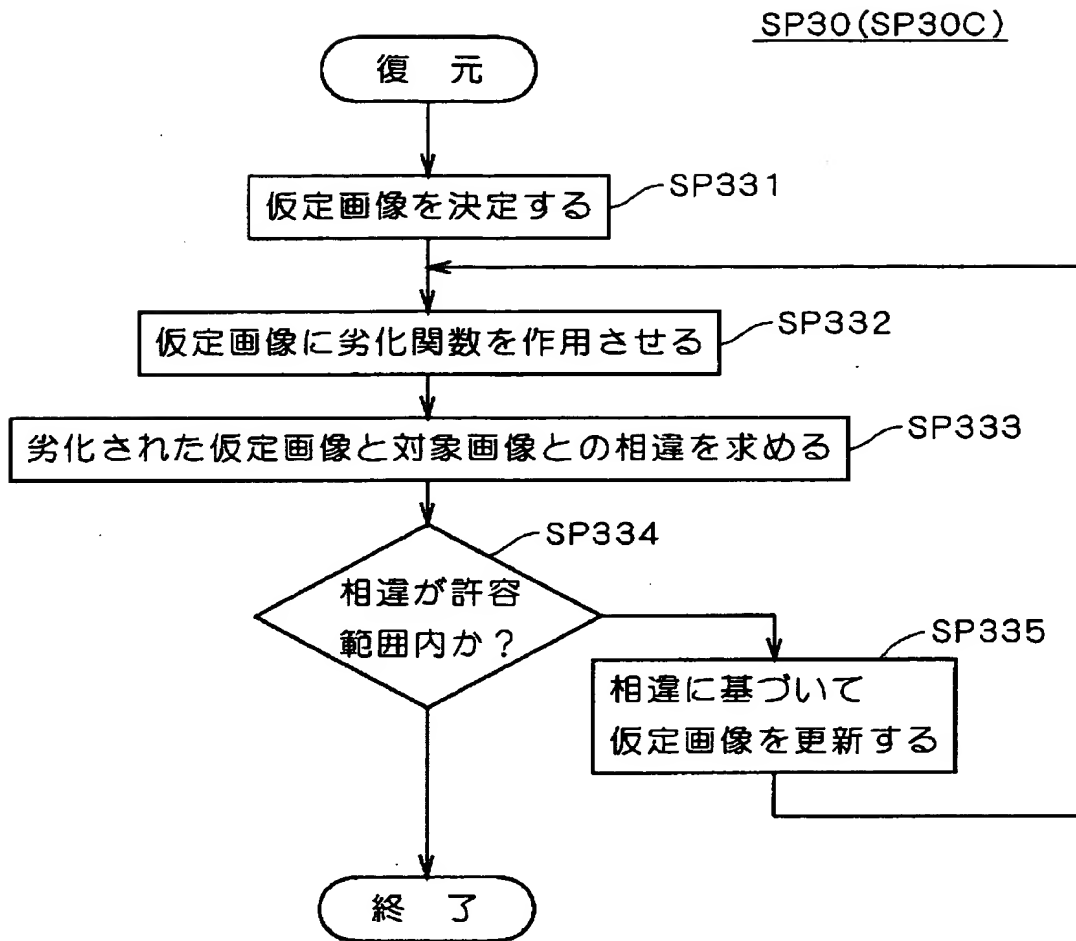 SP30(SP30C)
復 元
SP331
仮定画像を決定する
SP332
仮定画像に劣化関数を作用させる
SP333
劣化された仮定画像と対象画像との相違を求める
SP334
相違が許容
範囲内か?
SP335
相違に基づいて
仮定画像を更新する
終 了